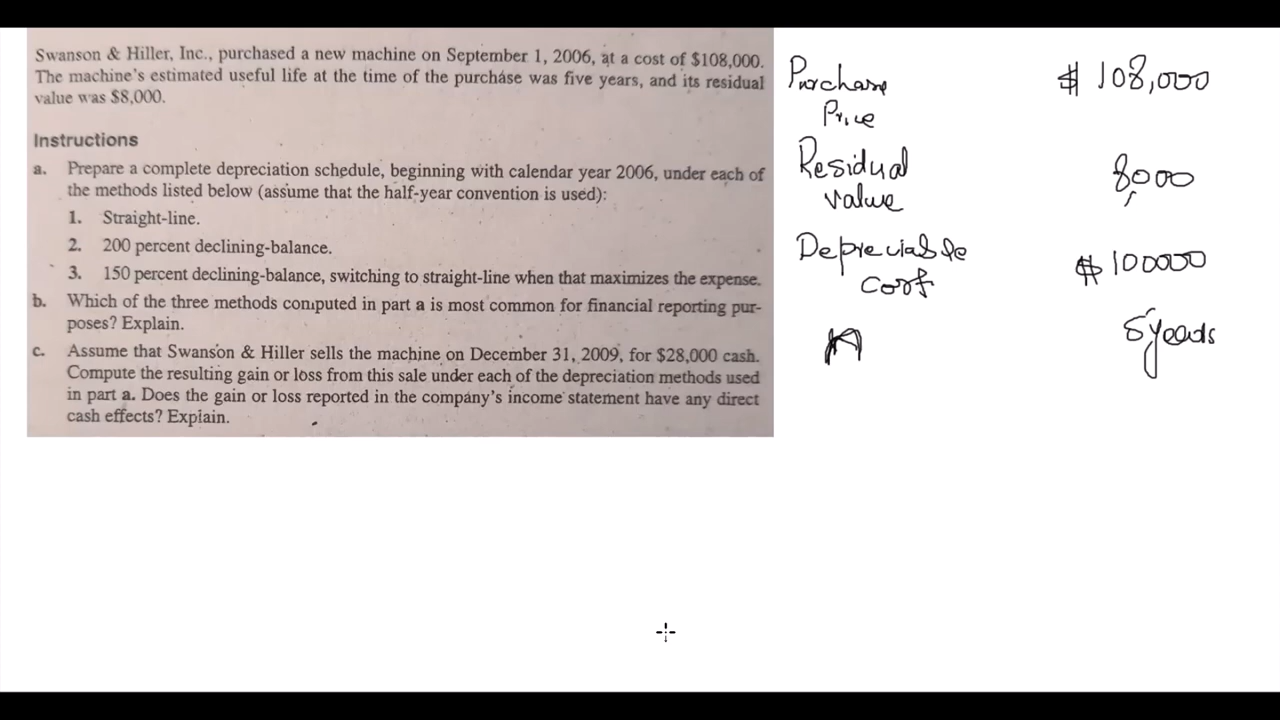 Swanson & Hiller, Inc., purchased a new machine on September 1, 2006, at a cost of $108,000.
The machine's estimated useful life at the time of the purchase was five years, and its residual
value was $8,000.
Instructions
a. Prepare a complete depreciation schedule, beginning with calendar year 2006, under each of
the methods listed below (assume that the half-year convention is used):
1. Straight-line.
2. 200 percent declining-balance.
3. 150 percent declining-balance, switching to straight-line when that maximizes the expense.
b. Which of the three methods computed in part a is most common for financial reporting pur-
poses? Explain.
c. Assume that Swanson & Hiller sells the machine on December 31, 2009, for $28,000 cash.
Compute the resulting gain or loss from this sale under each of the depreciation methods used
in part a. Does the gain or loss reported in the company's income statement have any direct
cash effects? Explain.
Purchase $ 108,000
Price
Residual 8,000
value
Depreciable $ 100000
cost
5 years